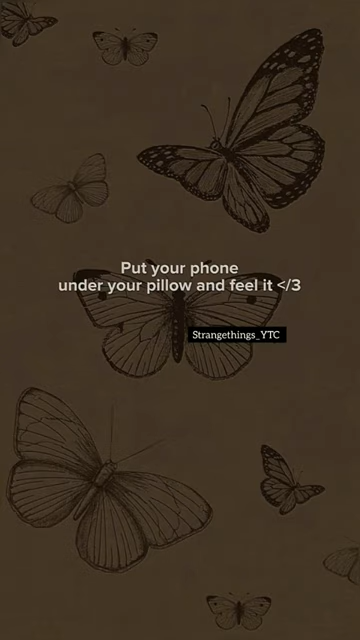 Put your phone
under your pillow and feel it </3
Strangethings_YTC